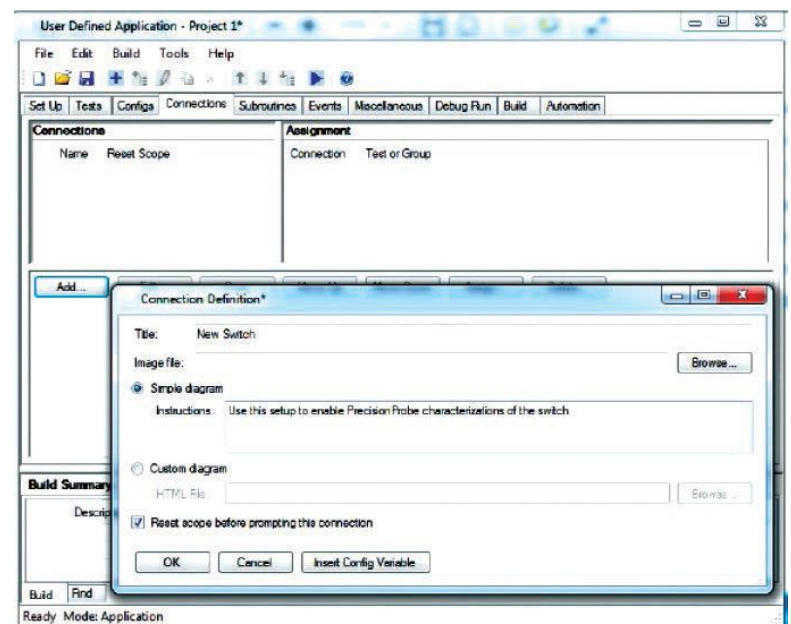 User Defined Application - Project 1*
File Edit Build Tools Help
Set Up Tests Configs Connections Subroutines Events Miscellaneous Debug Run Build Automation
Connections
Name Reset Scope
Assignment
Connection Test or Group
Add...
Connection Definition*
Title: New Switch
Image file: Browse...
Simple diagram
Instructions: Use this setup to enable Precision Probe characterizations of the switch
Custom diagram
HTML File: Browse...
Reset scope before prompting this connection
OK Cancel Insert Config Variable
Build Summary
Descrip
Build Find
Ready Mode: Application